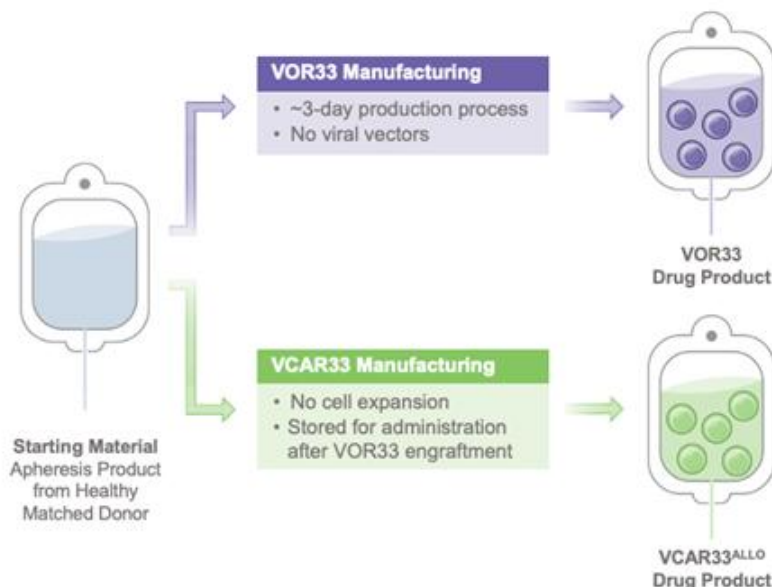 VOR33 Manufacturing
• ~3-day production process
• No viral vectors
VOR33
Drug Product
Starting Material
Apheresis Product
from Healthy
Matched Donor
VCAR33 Manufacturing
• No cell expansion
• Stored for administration
after VOR33 engraftment
VCAR33ALLO
Drug Product